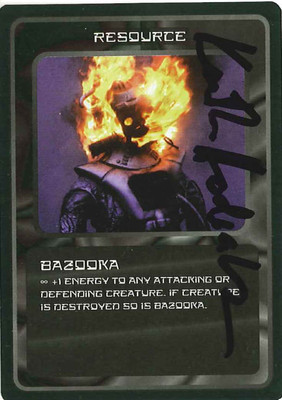 RESOURCE
BAZOOKA
∞ +1 ENERGY TO ANY ATTACKING OR
DEFENDING CREATURE. IF CREATURE
IS DESTROYED SO IS BAZOOKA.